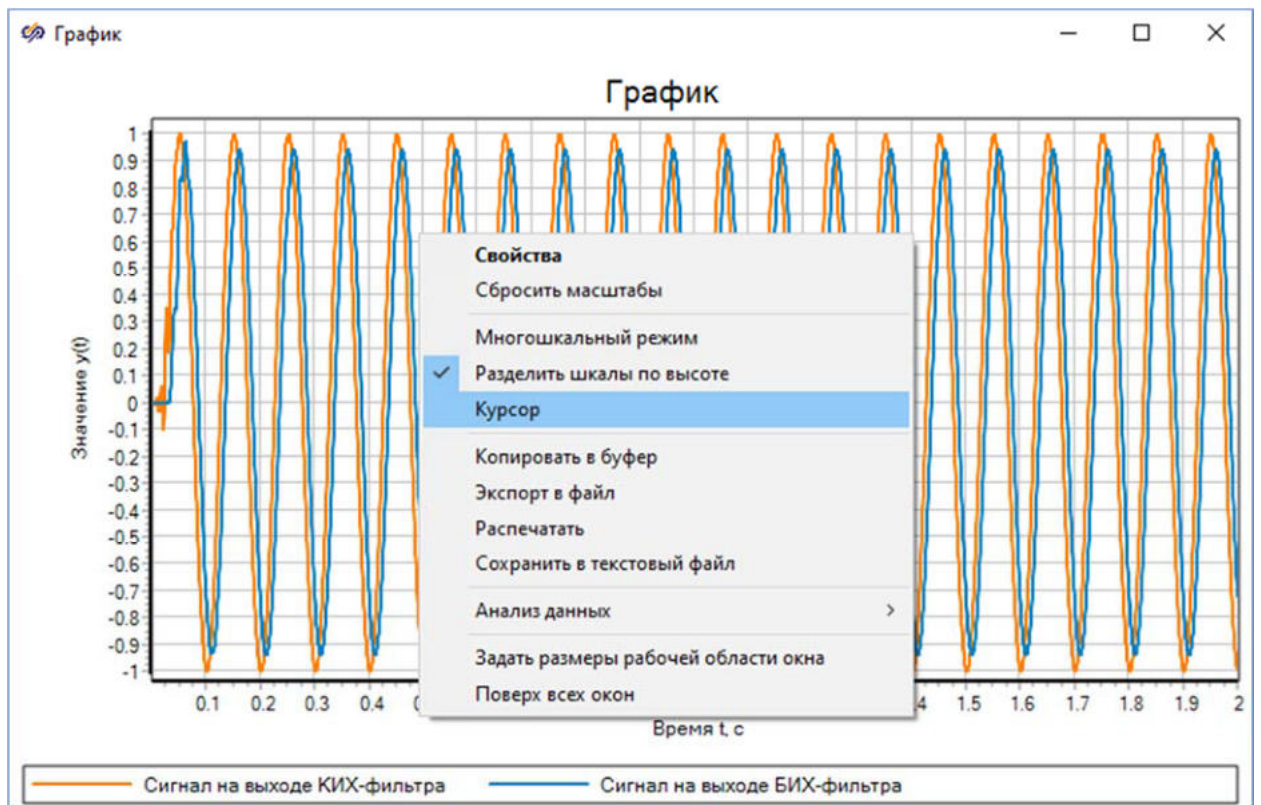 График
График
1
0.9
0.8
0.7
0.6
0.5
0.4
0.3
0.2
0.1
0
-0.1
-0.2
-0.3
-0.4
-0.5
-0.6
-0.7
-0.8
-0.9
-1
Значение y(t)
Свойства
Сбросить масштабы
Многошкальный режим
Разделить шкалы по высоте
Курсор
Копировать в буфер
Экспорт в файл
Распечатать
Сохранить в текстовый файл
Анализ данных
Задать размеры рабочей области окна
Поверх всех окон
0.1 0.2 0.3 0.4 1.5 1.6 1.7 1.8 1.9 2
Время t, c
Сигнал на выходе КИХ-фильтра Сигнал на выходе БИХ-фильтра